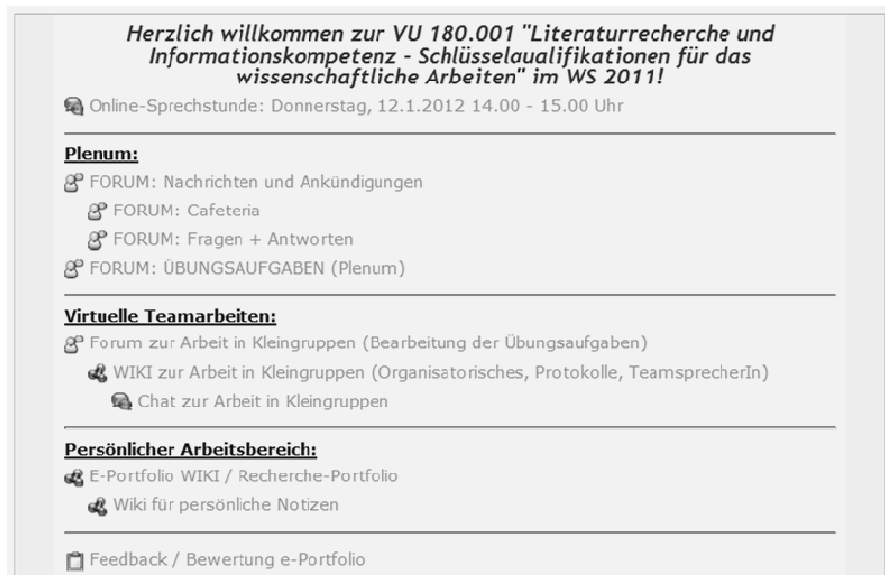 Herzlich willkommen zur VU 180.001 "Literaturrecherche und
Informationskompetenz - Schlüsselaualifikationen für das
wissenschaftliche Arbeiten" im WS 2011!
Online-Sprechstunde: Donnerstag, 12.1.2012 14.00 - 15.00 Uhr
Plenum:
FORUM: Nachrichten und Ankündigungen
FORUM: Cafeteria
FORUM: Fragen + Antworten
FORUM: ÜBUNGSAUFGABEN (Plenum)
Virtuelle Teamarbeiten:
Forum zur Arbeit in Kleingruppen (Bearbeitung der Übungsaufgaben)
WIKI zur Arbeit in Kleingruppen (Organisatorisches, Protokolle, TeamsprecherIn)
Chat zur Arbeit in Kleingruppen
Persönlicher Arbeitsbereich:
E-Portfolio WIKI / Recherche-Portfolio
Wiki für persönliche Notizen
Feedback / Bewertung e-Portfolio